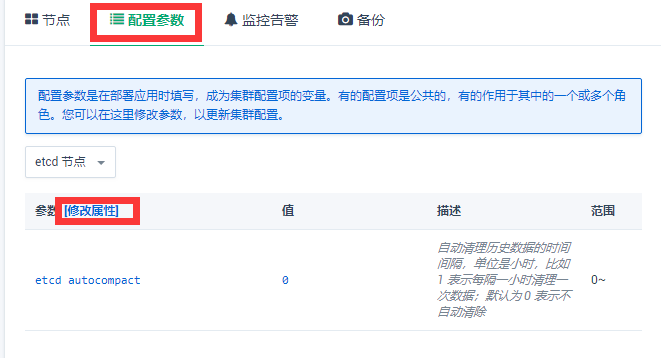 节点 配置参数 监控告警 备份
配置参数是在部署应用时填写，成为集群配置项的变量。有的配置项是公共的，有的作用于其中的一个或多个角
色。您可以在这里修改参数，以更新集群配置。
etcd 节点
参数 [修改属性] 值 描述 范围
自动清理历史数据的时间
间隔，单位是小时，比如
etcd autocompact 0 1 表示每隔一小时清理一 0~
次数据；默认为 0 表示不
自动清除